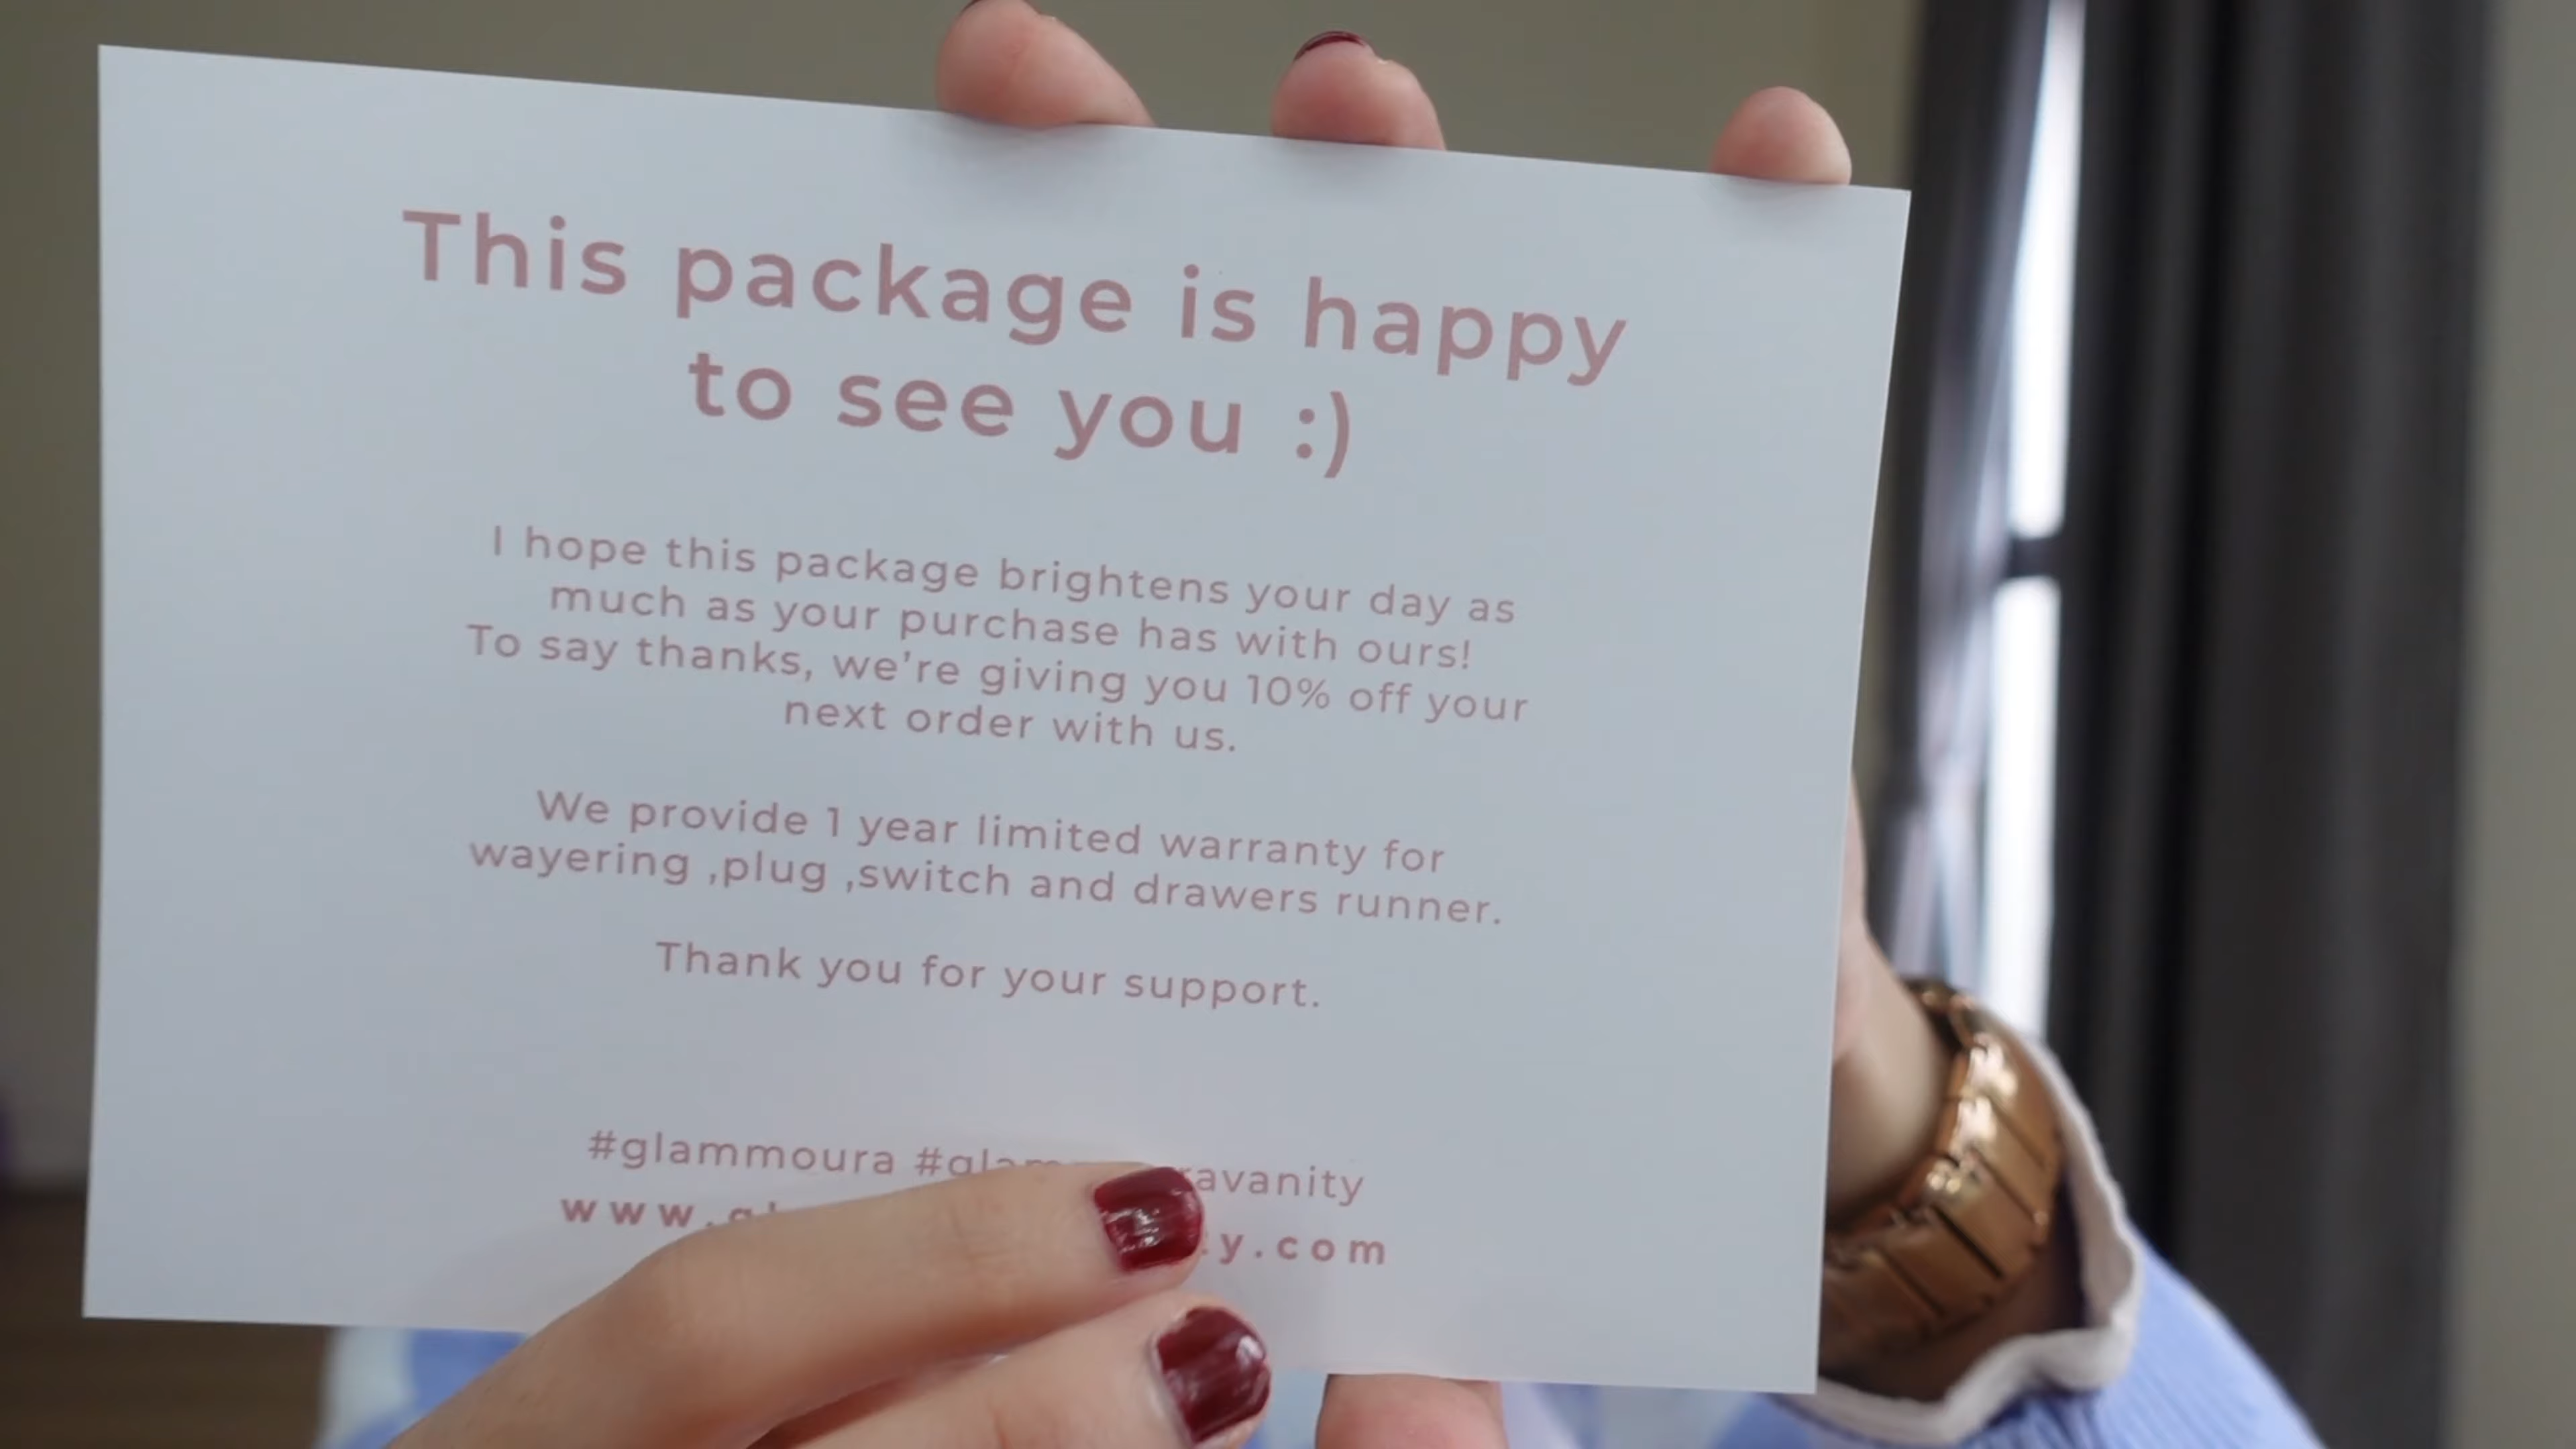 This package is happy
to see you :)
I hope this package brightens your day as
much as your purchase has with ours!
To say thanks, we're giving you 10% off your
next order with us.
We provide 1 year limited warranty for
wayering ,plug ,switch and drawers runner.
Thank you for your support.
#glammoura